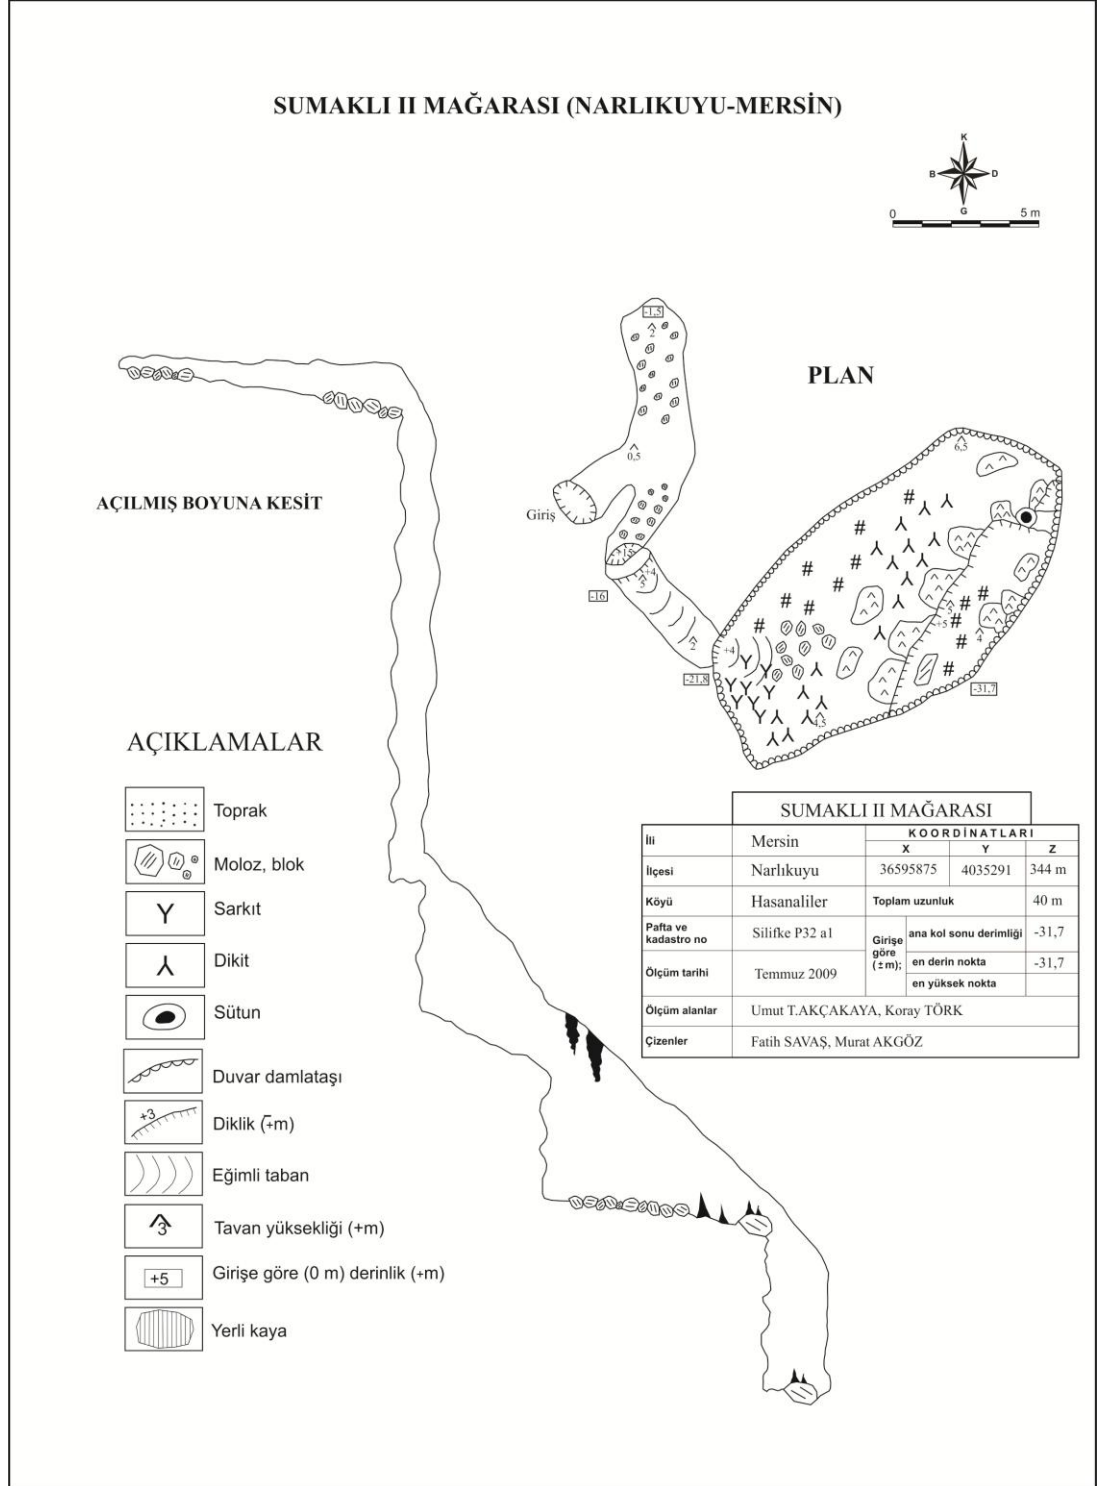 SUMAKLI II MAĞARASI (NARLIKUYU-MERSİN)
K
B D
G
0 5 m
PLAN
-1,5
2
0,5
6,5
Giriş
-15
+4
3
-16
2
+4
-21,8
4,5
5
+5
4
-31,7
AÇILMIŞ BOYUNA KESİT
AÇIKLAMALAR
Toprak
Moloz, blok
Sarkıt
Dikit
Sütun
Duvar damlataşı
+3
Diklik (∓m)
Eğimli taban
3
Tavan yüksekliği (+m)
+5
Girişe göre (0 m) derinlik (+m)
Yerli kaya
SUMAKLI II MAĞARASI
İli Mersin KOORDİNATLARI
X Y Z
İlçesi Narlıkuyu 36595875 4035291 344 m
Köyü Hasanaliler Toplam uzunluk 40 m
Pafta ve kadastro no Silifke P32 a1 Girişe göre (±m); ana kol sonu derimliği -31,7
Ölçüm tarihi Temmuz 2009 en derin nokta -31,7
en yüksek nokta
Ölçüm alanlar Umut T.AKÇAKAYA, Koray TÖRK
Çizenler Fatih SAVAŞ, Murat AKGÖZ